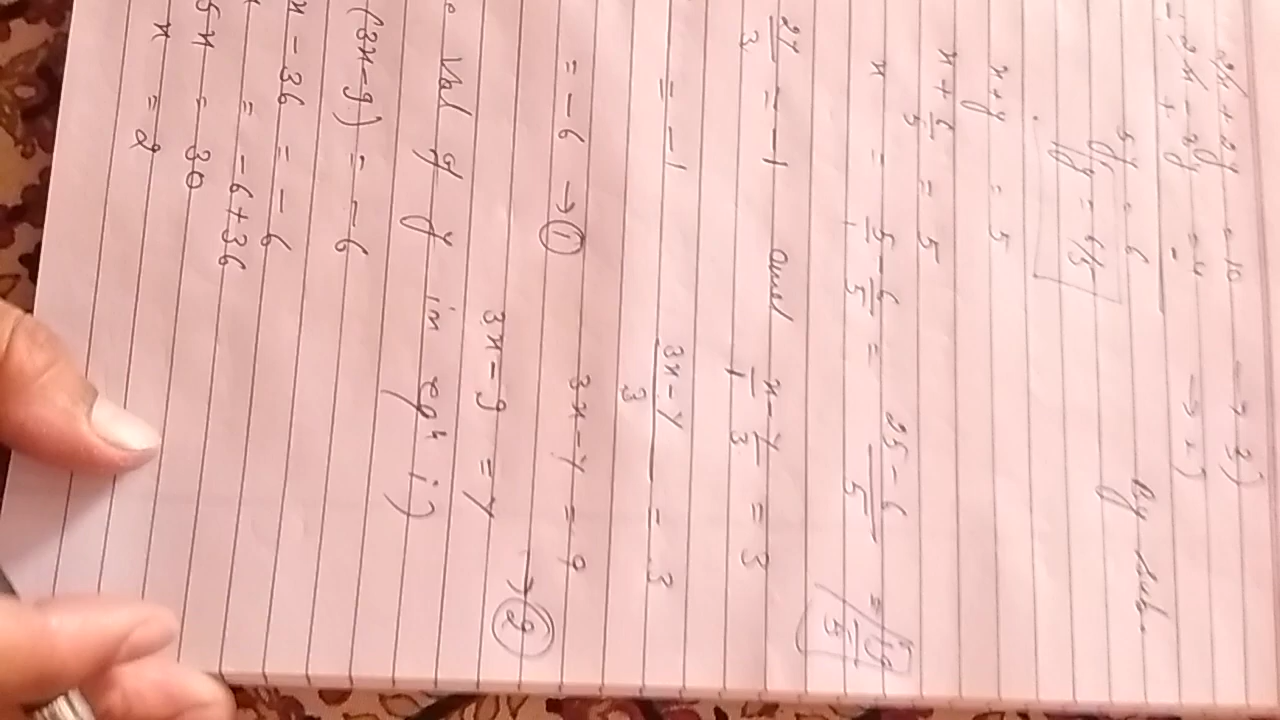 2x + 2y = 10 → 3)
2x - 3y = 4 →
5y = 6 By sub.
y = 6/5
x+y = 5
x + 6/5 = 5
x = 5/1 - 6/5 = 25-6/5 = 19/5
2y/3 = -1 and x/1 - y/3 = 3
= -1 3x-y/3 = 3
= -6 → ① 3x-y = 9
3x-9 = y → ②
Val of y in eqn i)
(3x-9) = -6
x - 36 = -6
= -6+36
5x = 30
x = 2